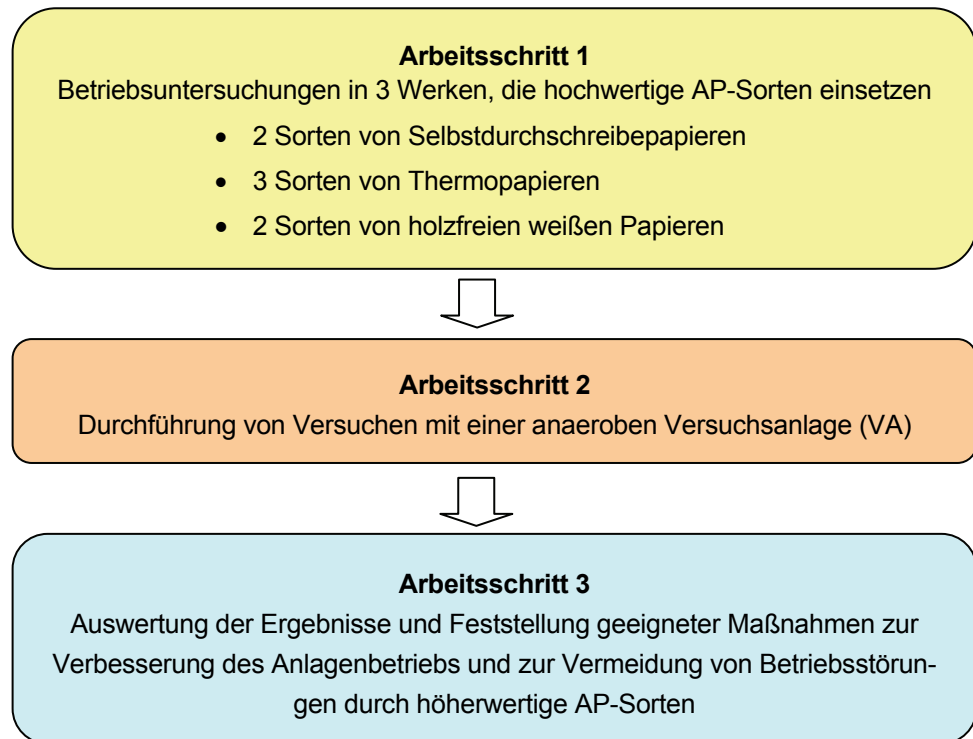 Arbeitsschritt 1
Betriebsuntersuchungen in 3 Werken, die hochwertige AP-Sorten einsetzen
• 2 Sorten von Selbstdurchschreibepapieren
• 3 Sorten von Thermopapieren
• 2 Sorten von holzfreien weißen Papieren
Arbeitsschritt 2
Durchführung von Versuchen mit einer anaeroben Versuchsanlage (VA)
Arbeitsschritt 3
Auswertung der Ergebnisse und Feststellung geeigneter Maßnahmen zur
Verbesserung des Anlagenbetriebs und zur Vermeidung von Betriebsstörun-
gen durch höherwertige AP-Sorten